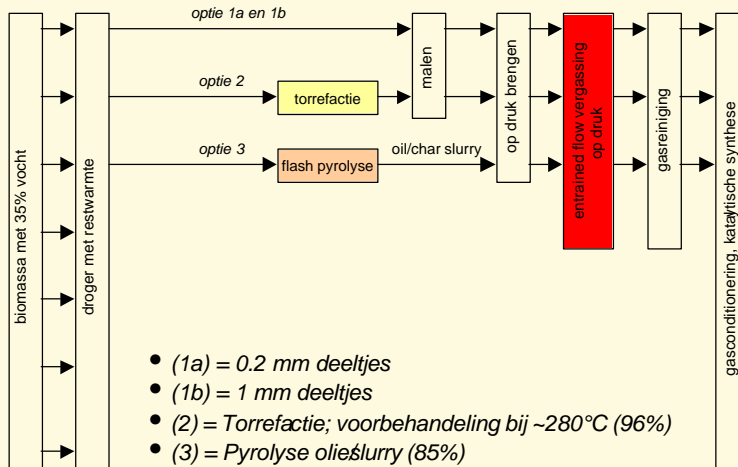 optie 1a en 1b
optie 2
torrefactie
optie 3
flash pyrolyse
oil/char slurry
biomassa met 35% vocht
droger met restwarmte
malen
op druk brengen
entrained flow vergassing
op druk
gasreiniging
gasconditionering, katalytische synthese
• (1a) = 0.2 mm deeltjes
• (1b) = 1 mm deeltjes
• (2) = Torrefactie; voorbehandeling bij ~280°C (96%)
• (3) = Pyrolyse olie/slurry (85%)